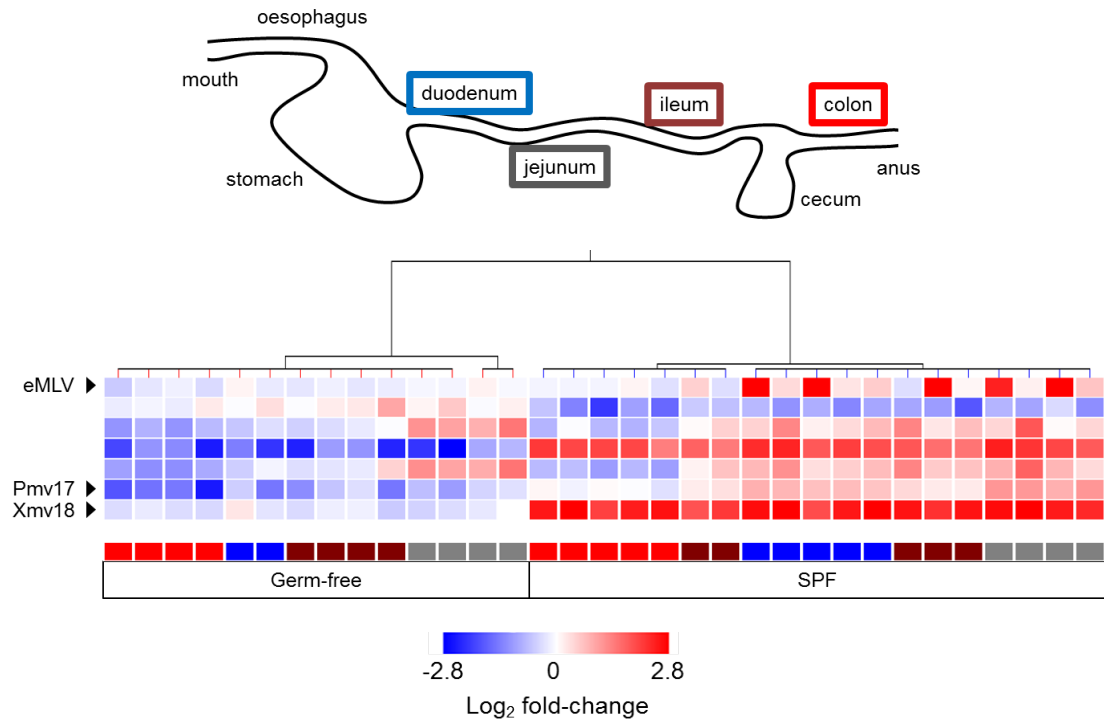 oesophagus
mouth
duodenum
ileum
colon
stomach
jejunum
anus
cecum
eMLV
Pmv17
Xmv18
Germ-free SPF
-2.8 0 2.8
Log₂ fold-change